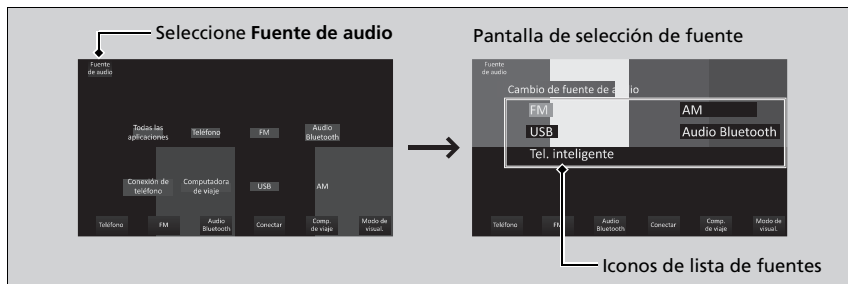 Seleccione Fuente de audio
Pantalla de selección de fuente
Fuente
de audio
Todas las
aplicaciones
Teléfono
FM
Audio
Bluetooth
Conexión de
teléfono
Computadora
de viaje
USB
AM
Teléfono
FM
Audio
Bluetooth
Conectar
Comp.
de viaje
Modo de
visual.
Fuente
de audio
Cambio de fuente de audio
FM
AM
USB
Audio Bluetooth
Tel. inteligente
Teléfono
FM
Audio
Bluetooth
Conectar
Comp.
de viaje
Modo de
visual.
Iconos de lista de fuentes